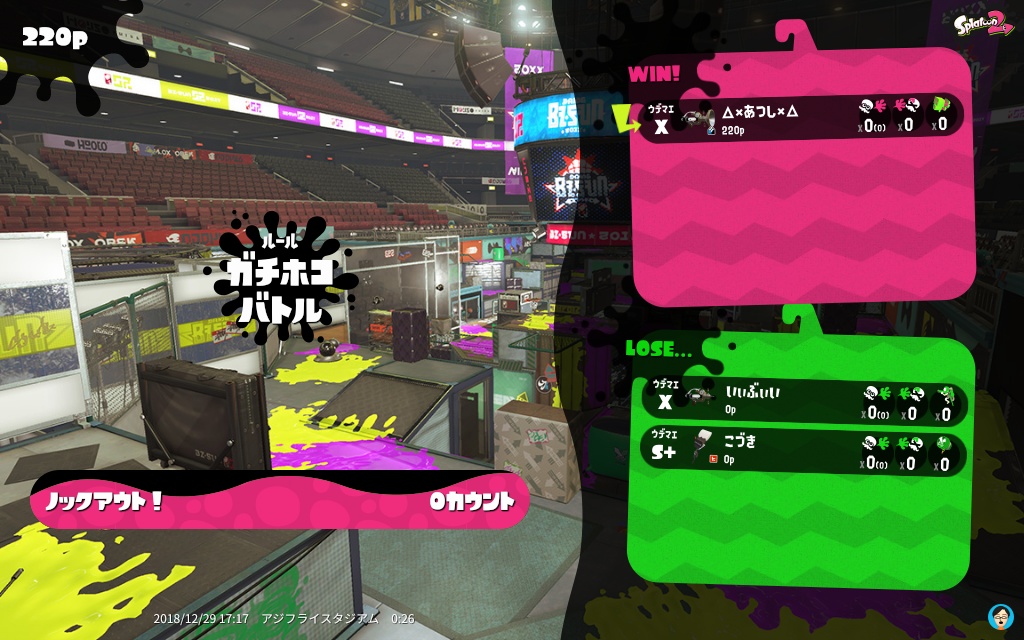 220p
Splatoon 2
ルール
ガチホコ
バトル
ノックアウト!
0カウント
2018/12/29 17:17 アジフライスタジアム 0:26
WIN!
ウデマエ
X
△×あつし×△
220p
x0(0) x0 x0
LOSE...
ウデマエ
X
いいぶいい
0p
x0(0) x0 x0
ウデマエ
S+
こづき
0p
x0(0) x0 x0